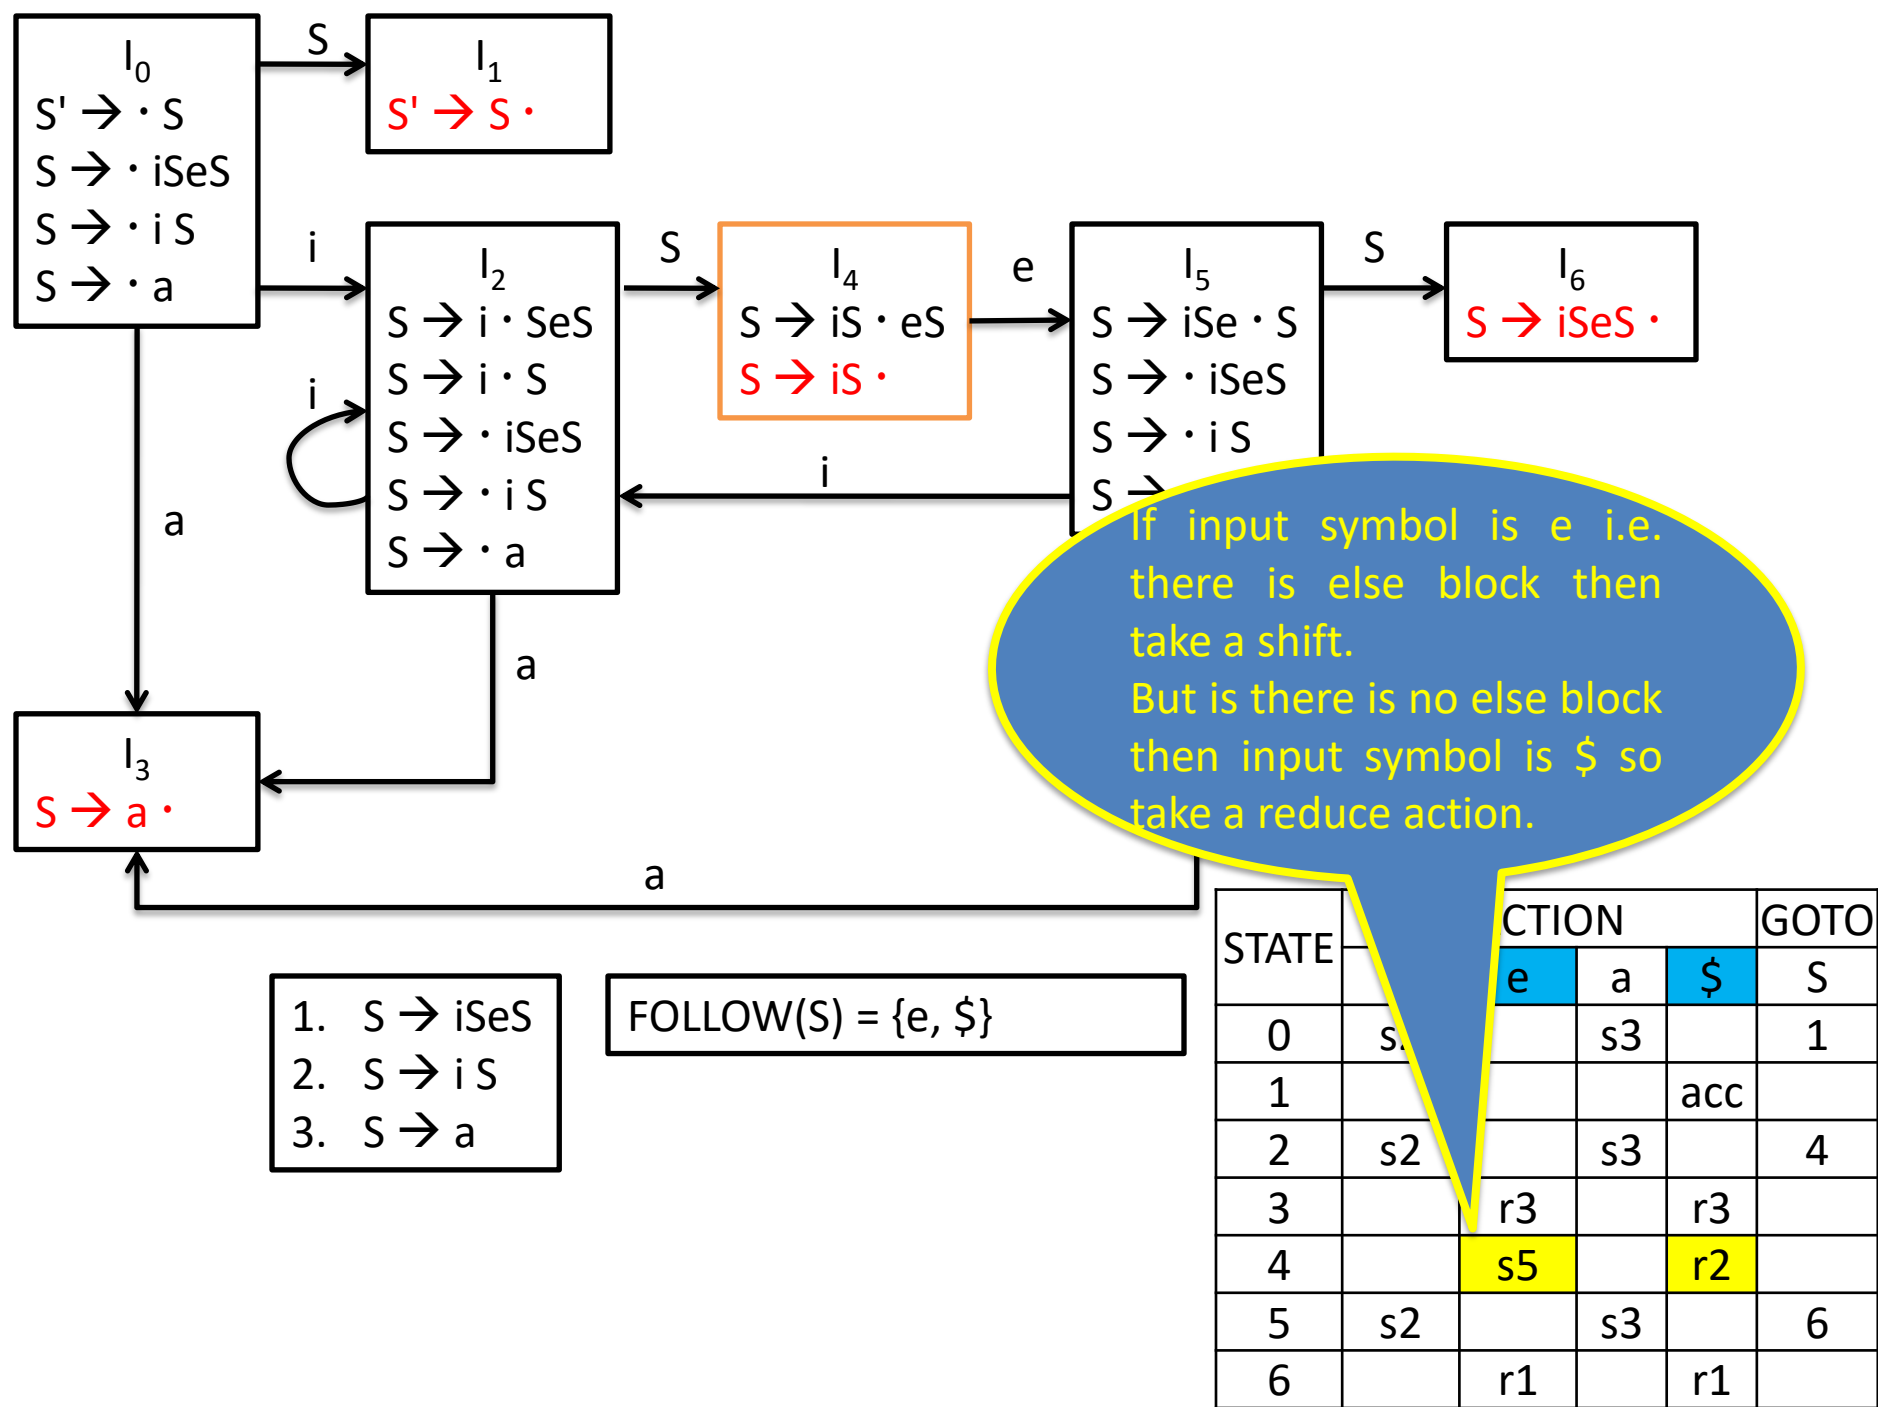 I0
S' → · S
S → · iSeS
S → · i S
S → · a
S
I1
S' → S ·
i
I2
S → i · SeS
S → i · S
S → · iSeS
S → · i S
S → · a
i
S
I4
S → iS · eS
S → iS ·
e
I5
S → iSe · S
S → · iSeS
S → · i S
S →
S
I6
S → iSeS ·
i
a
a
I3
S → a ·
a
If input symbol is e i.e.
there is else block then
take a shift.
But is there is no else block
then input symbol is $ so
take a reduce action.
1. S → iSeS
2. S → i S
3. S → a
FOLLOW(S) = {e, $}
STATE CTION GOTO
e a $ S
0 s3 1
1 acc
2 s2 s3 4
3 r3 r3
4 s5 r2
5 s2 s3 6
6 r1 r1